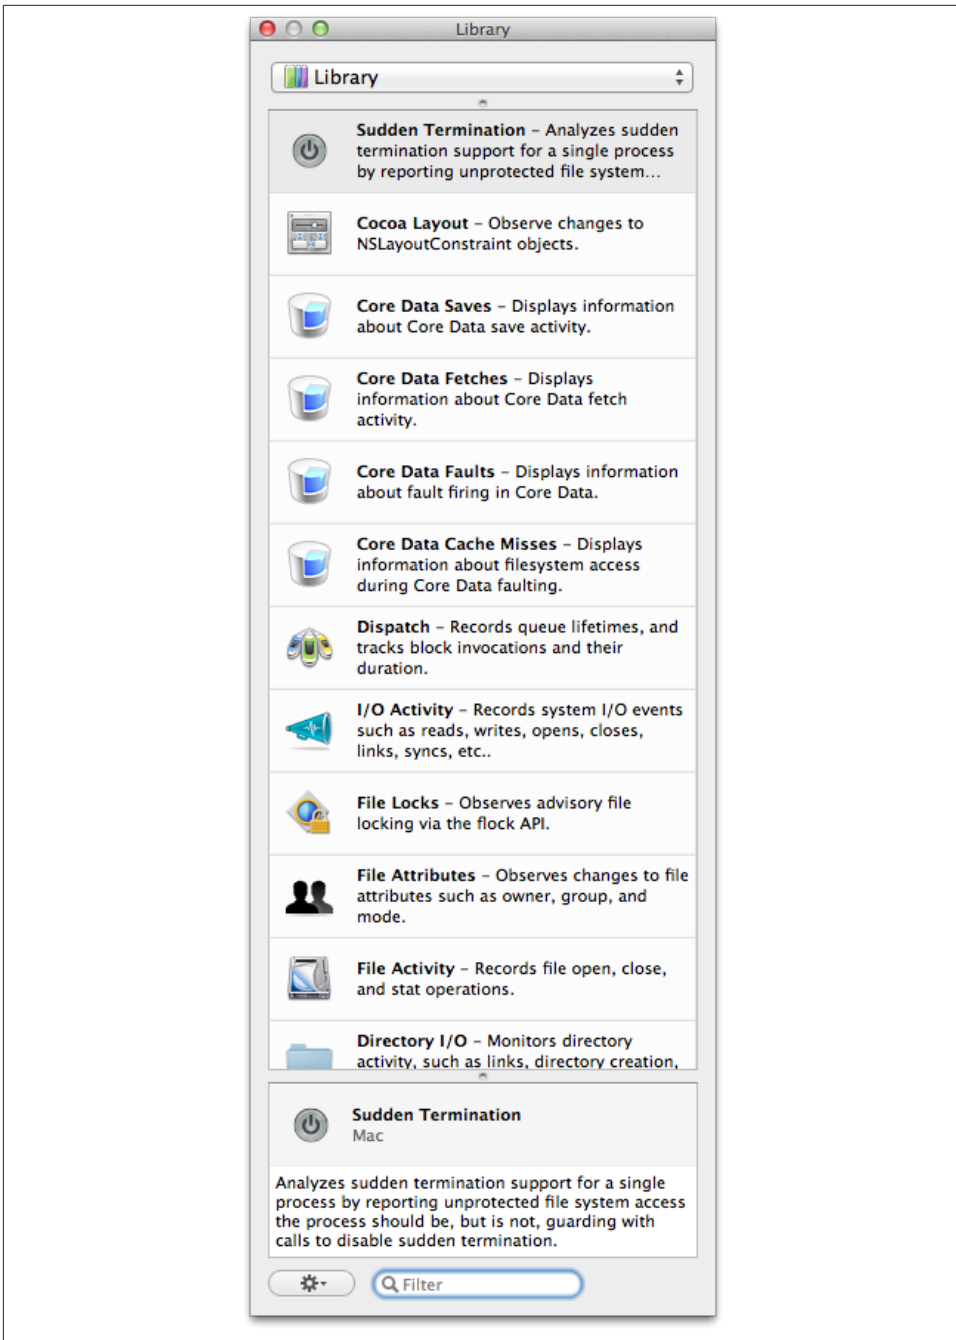 Library
Library
Sudden Termination – Analyzes sudden
termination support for a single process
by reporting unprotected file system...
Cocoa Layout – Observe changes to
NSLayoutConstraint objects.
Core Data Saves – Displays information
about Core Data save activity.
Core Data Fetches – Displays
information about Core Data fetch
activity.
Core Data Faults – Displays information
about fault firing in Core Data.
Core Data Cache Misses – Displays
information about filesystem access
during Core Data faulting.
Dispatch – Records queue lifetimes, and
tracks block invocations and their
duration.
I/O Activity – Records system I/O events
such as reads, writes, opens, closes,
links, syncs, etc..
File Locks – Observes advisory file
locking via the flock API.
File Attributes – Observes changes to file
attributes such as owner, group, and
mode.
File Activity – Records file open, close,
and stat operations.
Directory I/O – Monitors directory
activity, such as links, directory creation,
Sudden Termination
Mac
Analyzes sudden termination support for a single
process by reporting unprotected file system access
the process should be, but is not, guarding with
calls to disable sudden termination.
Filter